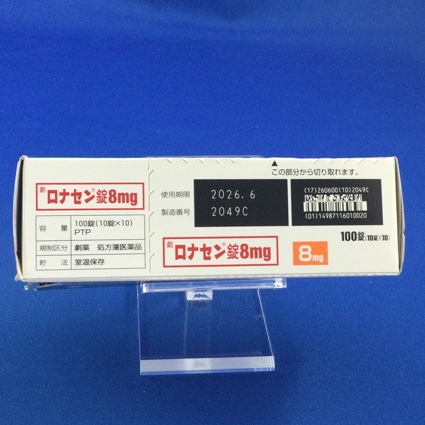 劇 ロナセン®錠8mg
容 量 100錠(10錠×10)
PTP
規制区分 劇薬 処方箋医薬品
貯 法 室温保存
▲
この部分から切り取れます。
使用期限 2026.6
製造番号 2049C
(17)260600(10)2049C
(01)14987116010020
劇 ロナセン®錠8mg
100錠(10錠×10)
8mg